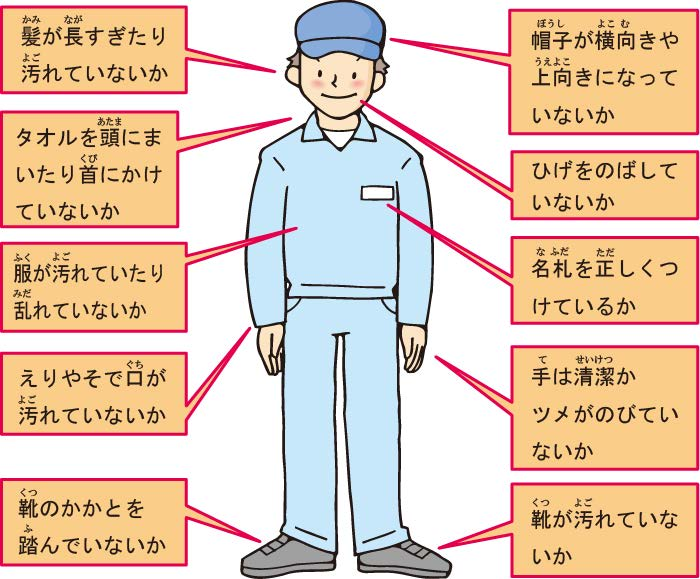 髪が長すぎたり
汚れていないか
タオルを頭にま
いたり首にかけ
ていないか
服が汚れていたり
乱れていないか
えりやそで口が
汚れていないか
靴のかかとを
踏んでいないか
帽子が横向きや
上向きになって
いないか
ひげをのばして
いないか
名札を正しくつ
けているか
手は清潔か
ツメがのびてい
ないか
靴が汚れていな
いか